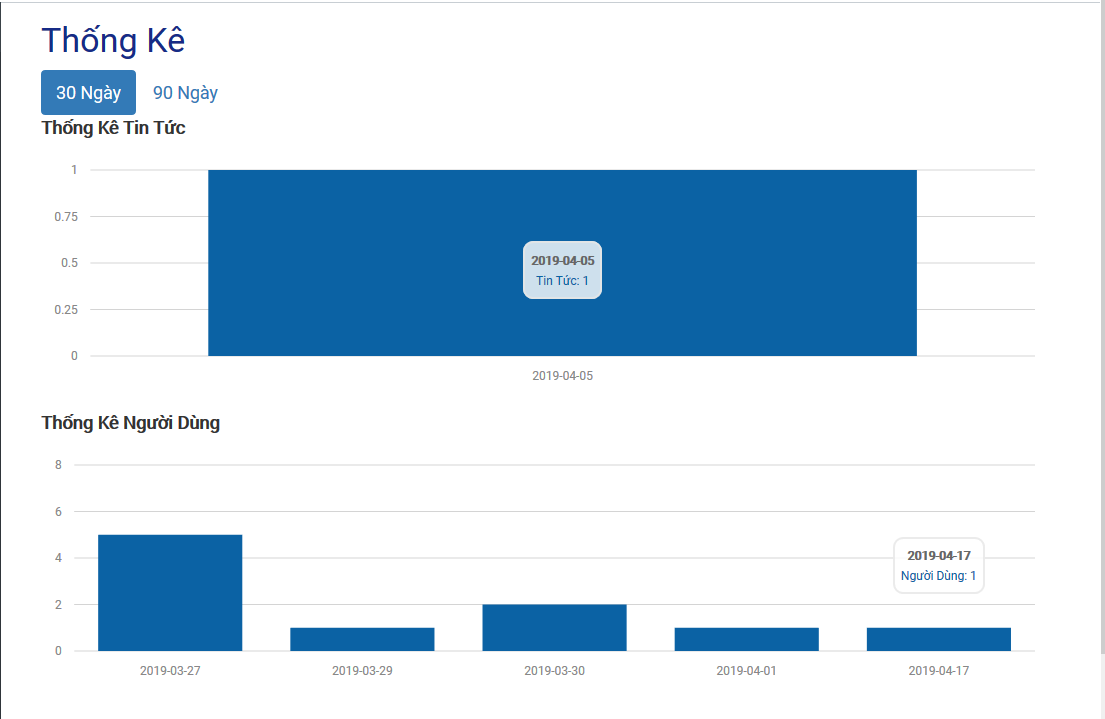 Thống Kê
30 Ngày 90 Ngày
Thống Kê Tin Tức
1
0.75
0.5
0.25
0
2019-04-05
Tin Tức: 1
2019-04-05
Thống Kê Người Dùng
8
6
4
2
0
2019-04-17
Người Dùng: 1
2019-03-27 2019-03-29 2019-03-30 2019-04-01 2019-04-17